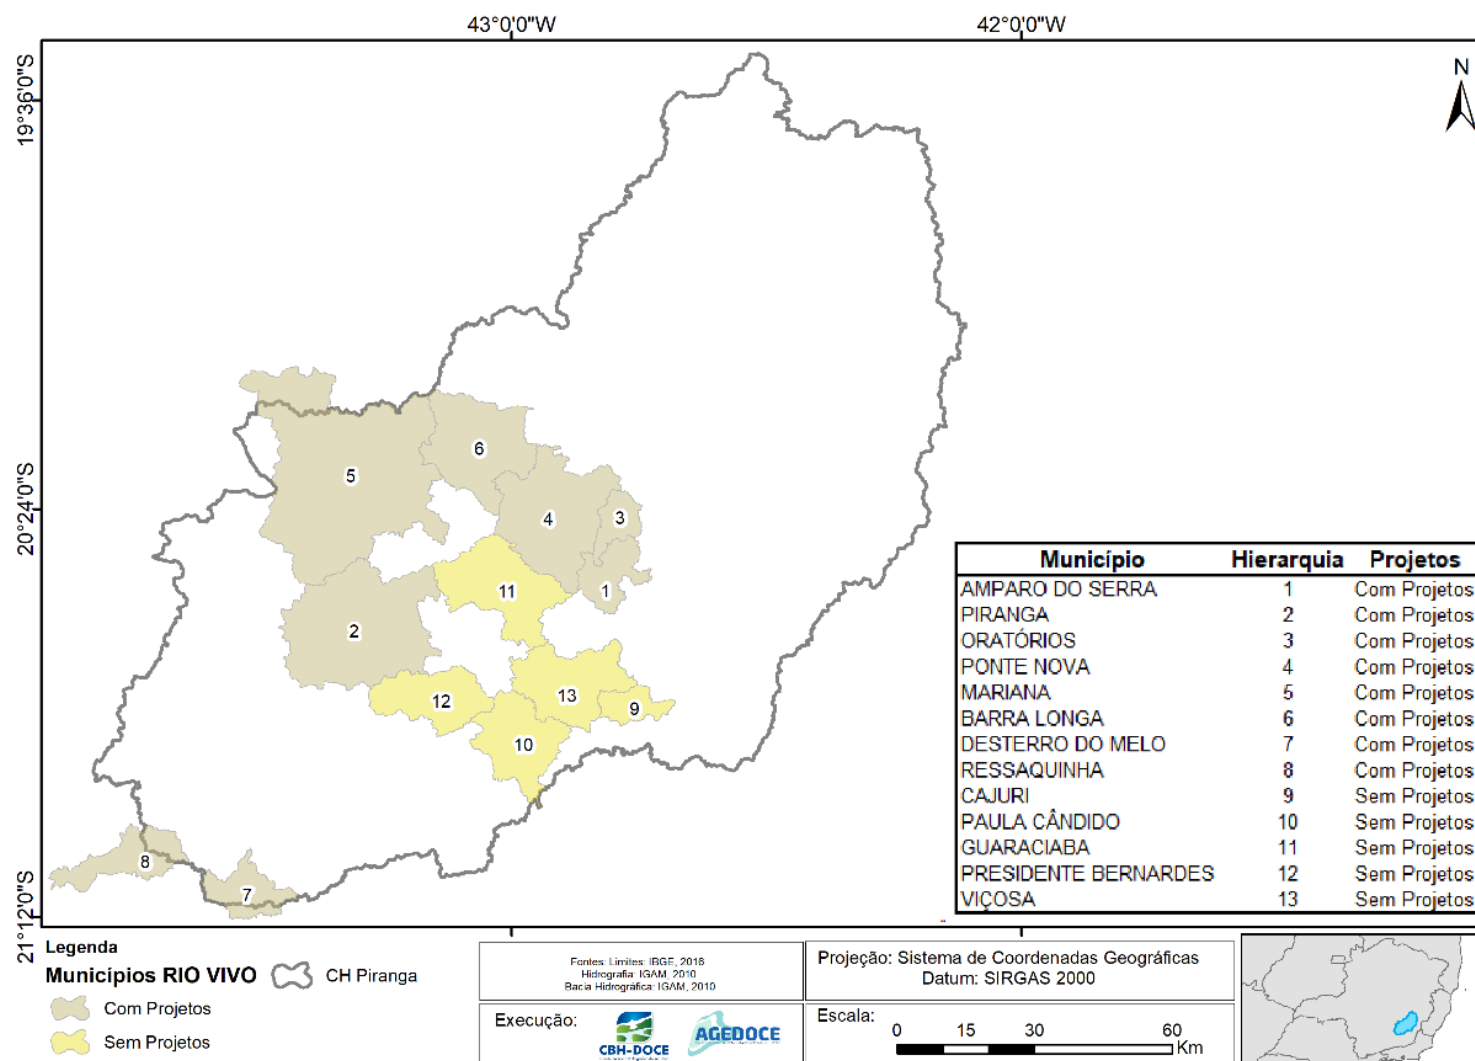 43°0'0"W
42°0'0"W
19°36'0"S
20°24'0"S
21°12'0"S
N
5
6
4
3
1
11
2
12
13
9
10
8
7
Município Hierarquia Projetos
AMPARO DO SERRA 1 Com Projetos
PIRANGA 2 Com Projetos
ORATÓRIOS 3 Com Projetos
PONTE NOVA 4 Com Projetos
MARIANA 5 Com Projetos
BARRA LONGA 6 Com Projetos
DESTERRO DO MELO 7 Com Projetos
RESSAQUINHA 8 Com Projetos
CAJURI 9 Sem Projetos
PAULA CÂNDIDO 10 Sem Projetos
GUARACIABA 11 Sem Projetos
PRESIDENTE BERNARDES 12 Sem Projetos
VIÇOSA 13 Sem Projetos
Legenda
Municípios RIO VIVO CH Piranga
Com Projetos
Sem Projetos
Fontes: Limites: IBGE, 2016
Hidrografia: IGAM, 2010
Bacia Hidrográfica: IGAM, 2010
Execução:
CBH-DOCE
AGEDOCE
Projeção: Sistema de Coordenadas Geográficas
Datum: SIRGAS 2000
Escala:
0 15 30 60
Km